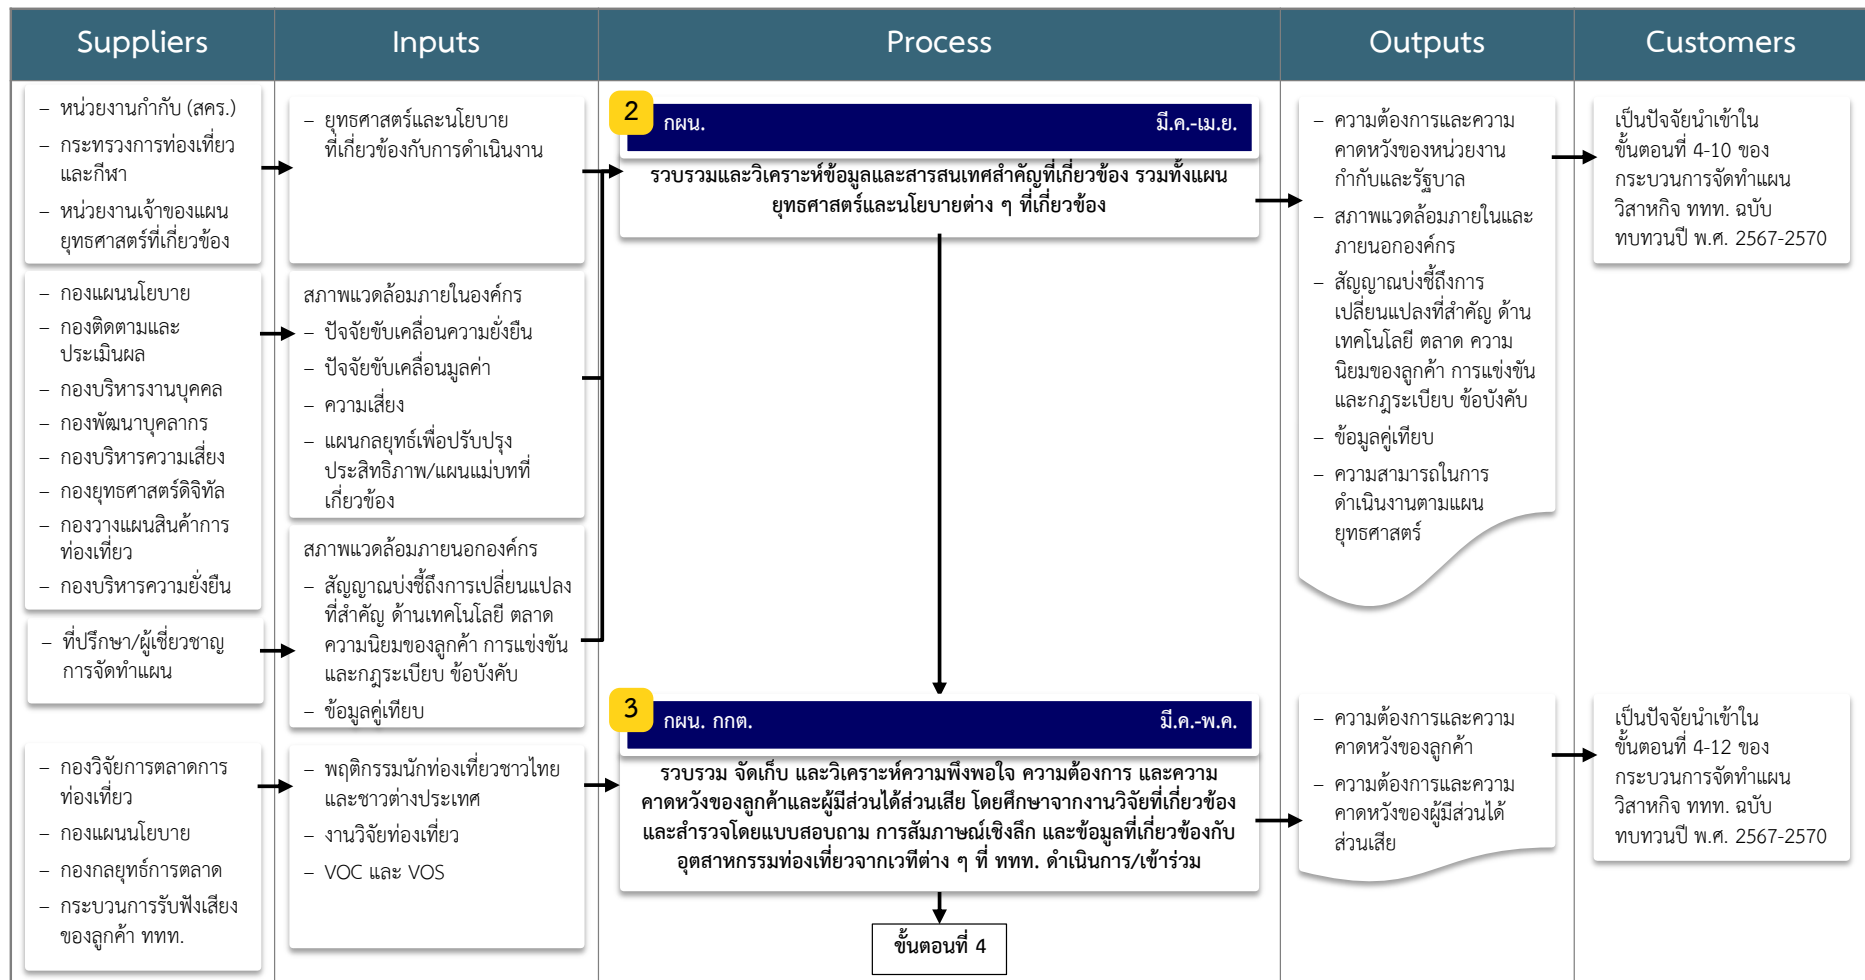 Suppliers
Inputs
Process
Outputs
Customers
– หน่วยงานกำกับ (สคร.)
– กระทรวงการท่องเที่ยว
และกีฬา
– หน่วยงานเจ้าของแผน
ยุทธศาสตร์ที่เกี่ยวข้อง
– ยุทธศาสตร์และนโยบาย
ที่เกี่ยวข้องกับการดำเนินงาน
2
กผน.
มี.ค.-เม.ย.
รวบรวมและวิเคราะห์ข้อมูลและสารสนเทศสำคัญที่เกี่ยวข้อง รวมทั้งแผน
ยุทธศาสตร์และนโยบายต่าง ๆ ที่เกี่ยวข้อง
– ความต้องการและความ
คาดหวังของหน่วยงาน
กำกับและรัฐบาล
– สภาพแวดล้อมภายในและ
ภายนอกองค์กร
– สัญญาณบ่งชี้ถึงการ
เปลี่ยนแปลงที่สำคัญ ด้าน
เทคโนโลยี ตลาด ความ
นิยมของลูกค้า การแข่งขัน
และกฎระเบียบ ข้อบังคับ
– ข้อมูลคู่เทียบ
– ความสามารถในการ
ดำเนินงานตามแผน
ยุทธศาสตร์
เป็นปัจจัยนำเข้าใน
ขั้นตอนที่ 4-10 ของ
กระบวนการจัดทำแผน
วิสาหกิจ ททท. ฉบับ
ทบทวนปี พ.ศ. 2567-2570
– กองแผนนโยบาย
– กองติดตามและ
ประเมินผล
– กองบริหารงานบุคคล
– กองพัฒนาบุคลากร
– กองบริหารความเสี่ยง
– กองยุทธศาสตร์ดิจิทัล
– กองวางแผนสินค้าการ
ท่องเที่ยว
– กองบริหารความยั่งยืน
สภาพแวดล้อมภายในองค์กร
– ปัจจัยขับเคลื่อนความยั่งยืน
– ปัจจัยขับเคลื่อนมูลค่า
– ความเสี่ยง
– แผนกลยุทธ์เพื่อปรับปรุง
ประสิทธิภาพ/แผนแม่บทที่
เกี่ยวข้อง
– ที่ปรึกษา/ผู้เชี่ยวชาญ
การจัดทำแผน
สภาพแวดล้อมภายนอกองค์กร
– สัญญาณบ่งชี้ถึงการเปลี่ยนแปลง
ที่สำคัญ ด้านเทคโนโลยี ตลาด
ความนิยมของลูกค้า การแข่งขัน
และกฎระเบียบ ข้อบังคับ
– ข้อมูลคู่เทียบ
– กองวิจัยการตลาดการ
ท่องเที่ยว
– กองแผนนโยบาย
– กองกลยุทธ์การตลาด
– กระบวนการรับฟังเสียง
ของลูกค้า ททท.
– พฤติกรรมนักท่องเที่ยวชาวไทย
และชาวต่างประเทศ
– งานวิจัยท่องเที่ยว
– VOC และ VOS
3
กผน. กกต.
มี.ค.-พ.ค.
รวบรวม จัดเก็บ และวิเคราะห์ความพึงพอใจ ความต้องการ และความ
คาดหวังของลูกค้าและผู้มีส่วนได้ส่วนเสีย โดยศึกษาจากงานวิจัยที่เกี่ยวข้อง
และสำรวจโดยแบบสอบถาม การสัมภาษณ์เชิงลึก และข้อมูลที่เกี่ยวข้องกับ
อุตสาหกรรมท่องเที่ยวจากเวทีต่าง ๆ ที่ ททท. ดำเนินการ/เข้าร่วม
ขั้นตอนที่ 4
– ความต้องการและความ
คาดหวังของลูกค้า
– ความต้องการและความ
คาดหวังของผู้มีส่วนได้
ส่วนเสีย
เป็นปัจจัยนำเข้าใน
ขั้นตอนที่ 4-12 ของ
กระบวนการจัดทำแผน
วิสาหกิจ ททท. ฉบับ
ทบทวนปี พ.ศ. 2567-2570